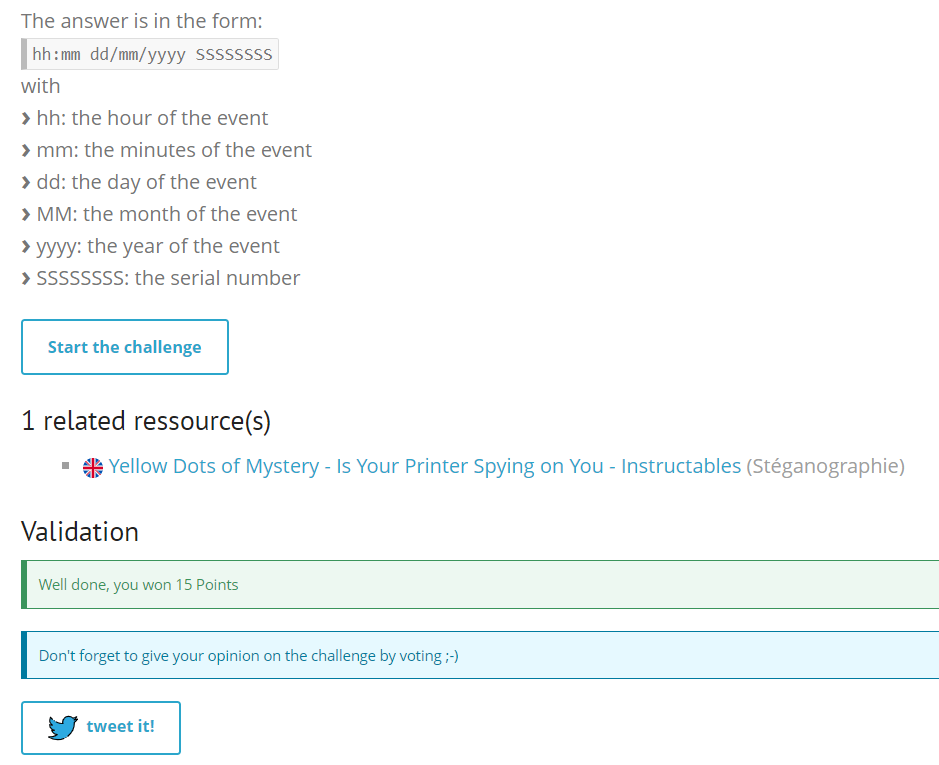 The answer is in the form:
hh:mm dd/mm/yyyy SSSSSSSS
with
› hh: the hour of the event
› mm: the minutes of the event
› dd: the day of the event
› MM: the month of the event
› yyyy: the year of the event
› SSSSSSSS: the serial number
Start the challenge
1 related ressource(s)
Yellow Dots of Mystery - Is Your Printer Spying on You - Instructables (Stéganographie)
Validation
Well done, you won 15 Points
Don't forget to give your opinion on the challenge by voting ;-)
tweet it!